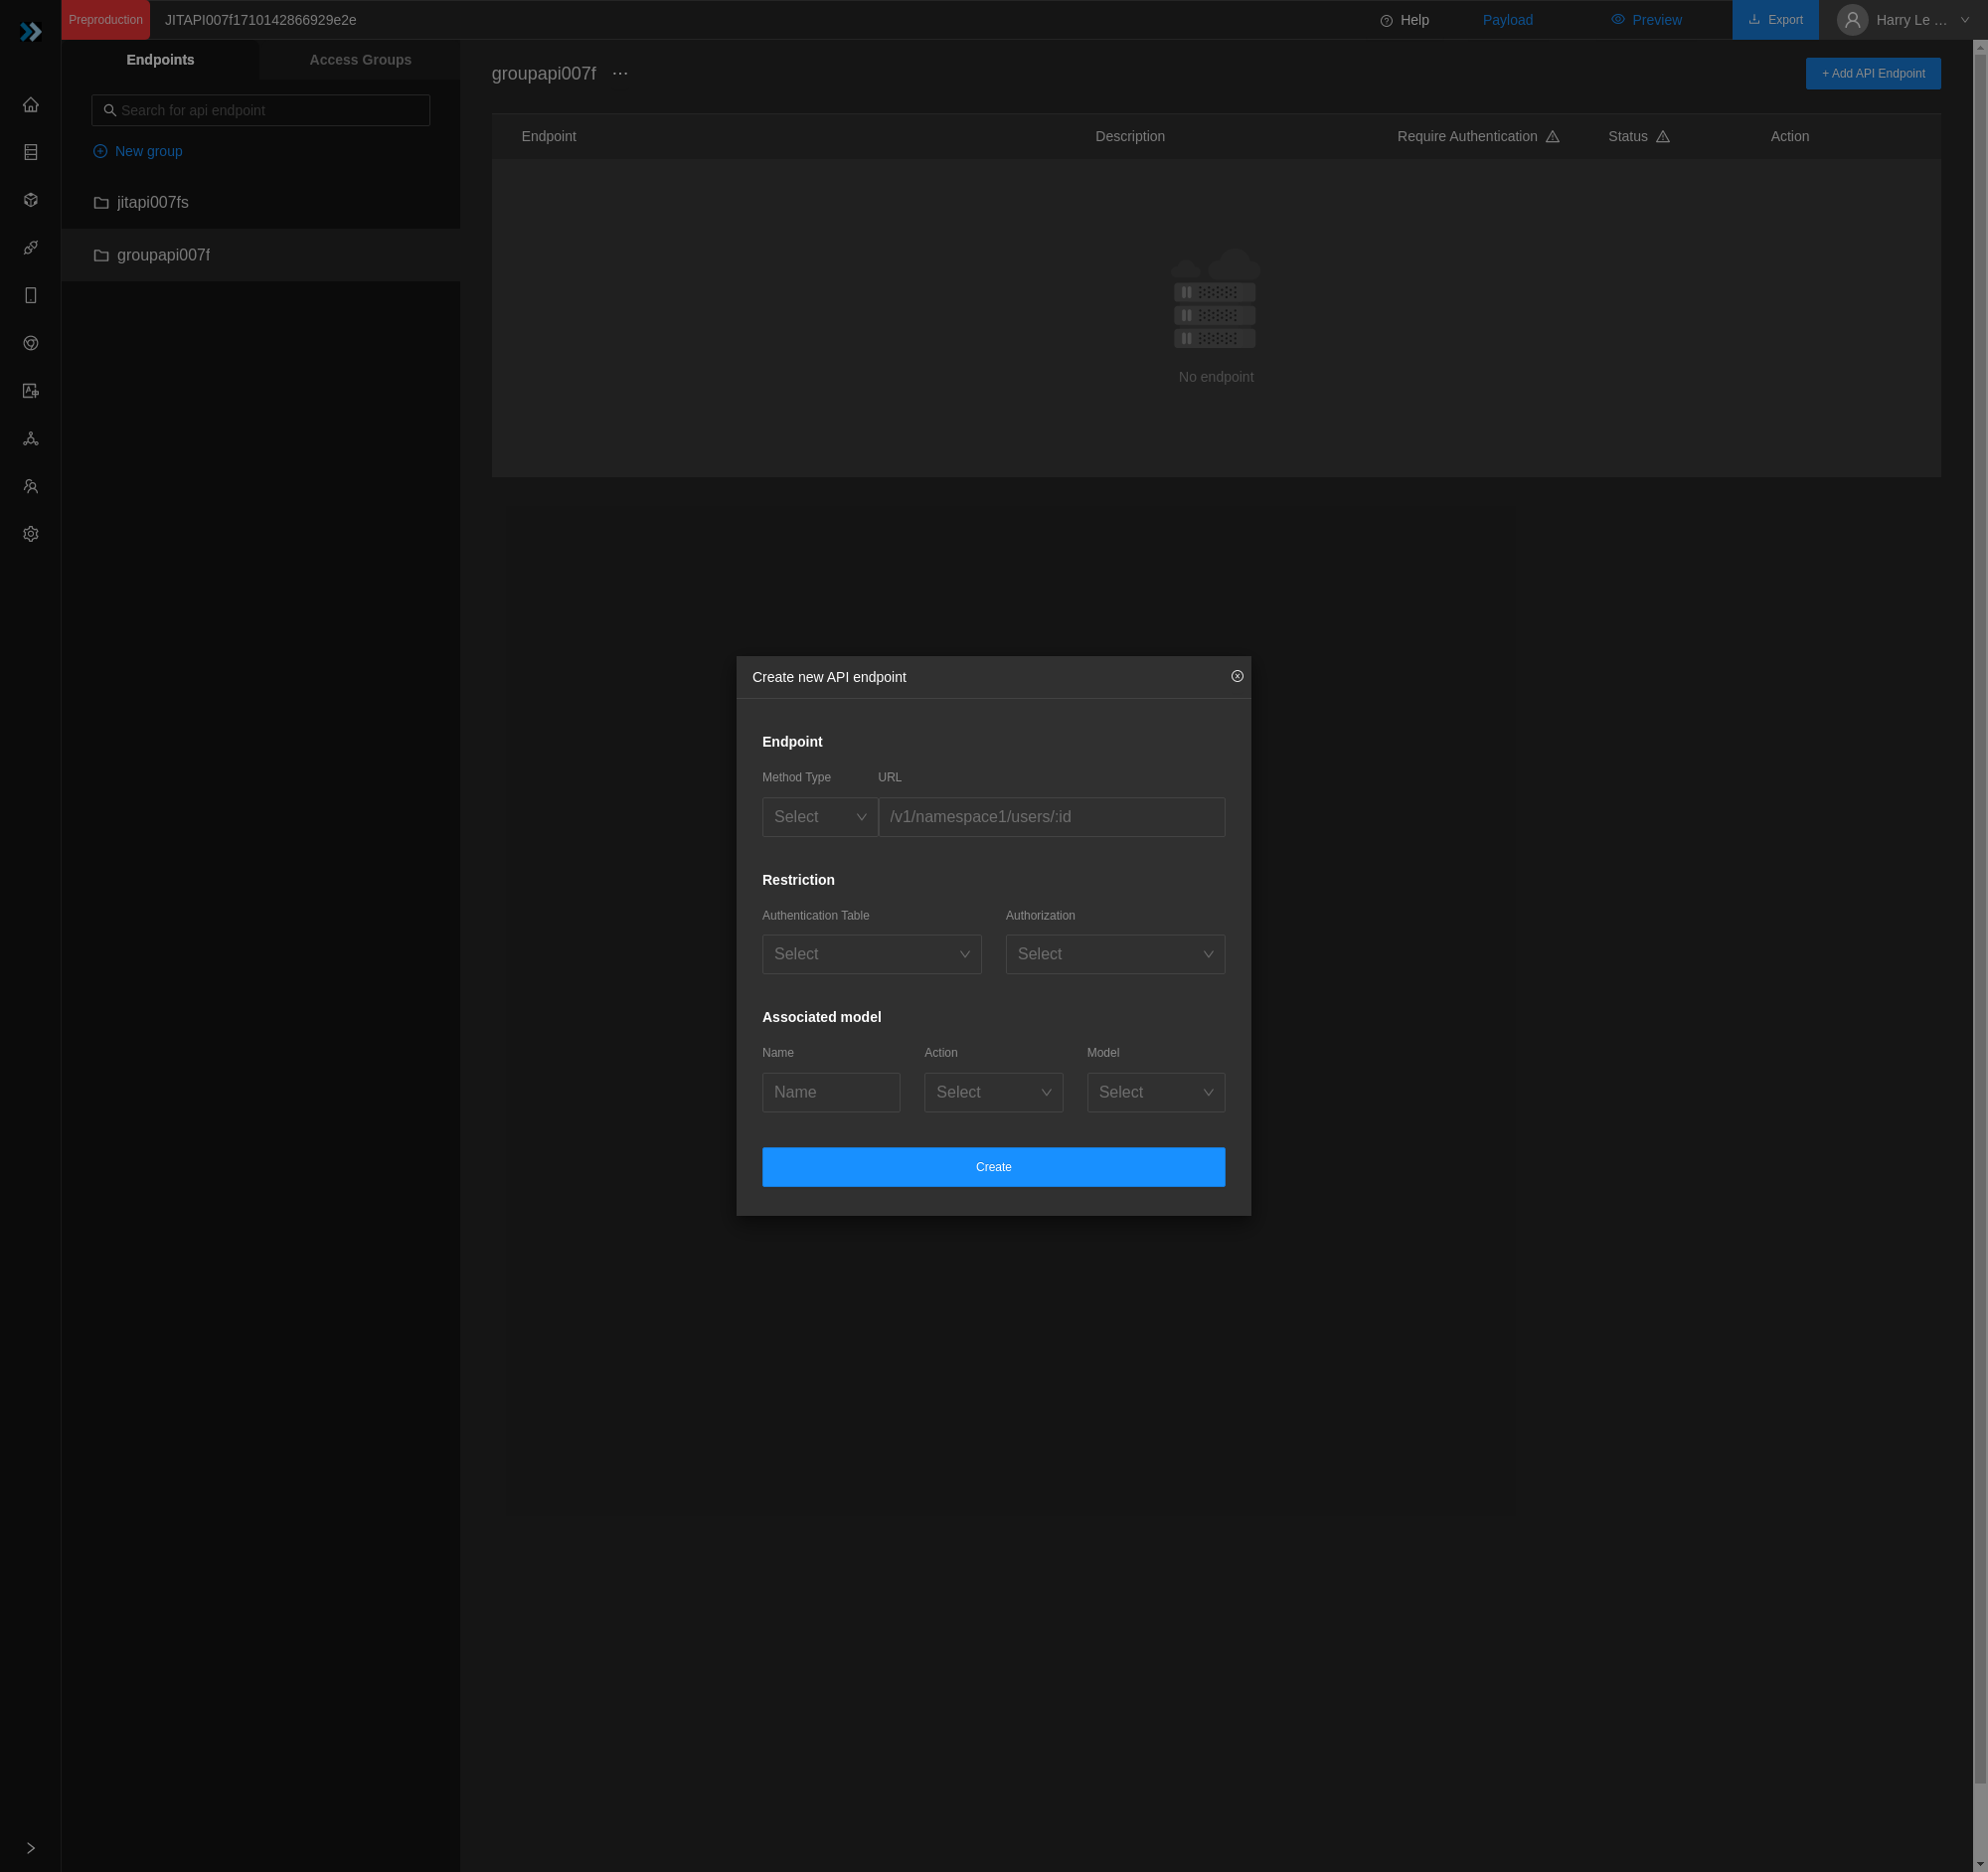 Preproduction
JITAPI007f1710142866929e2e
Help
Payload
Preview
Export
Harry Le ...
Endpoints
Access Groups
Search for api endpoint
New group
jitapi007fs
groupapi007f
groupapi007f ...
+ Add API Endpoint
Endpoint
Description
Require Authentication
Status
Action
No endpoint
Create new API endpoint
Endpoint
Method Type
URL
Select
/v1/namespace1/users/:id
Restriction
Authentication Table
Authorization
Select
Select
Associated model
Name
Action
Model
Name
Select
Select
Create